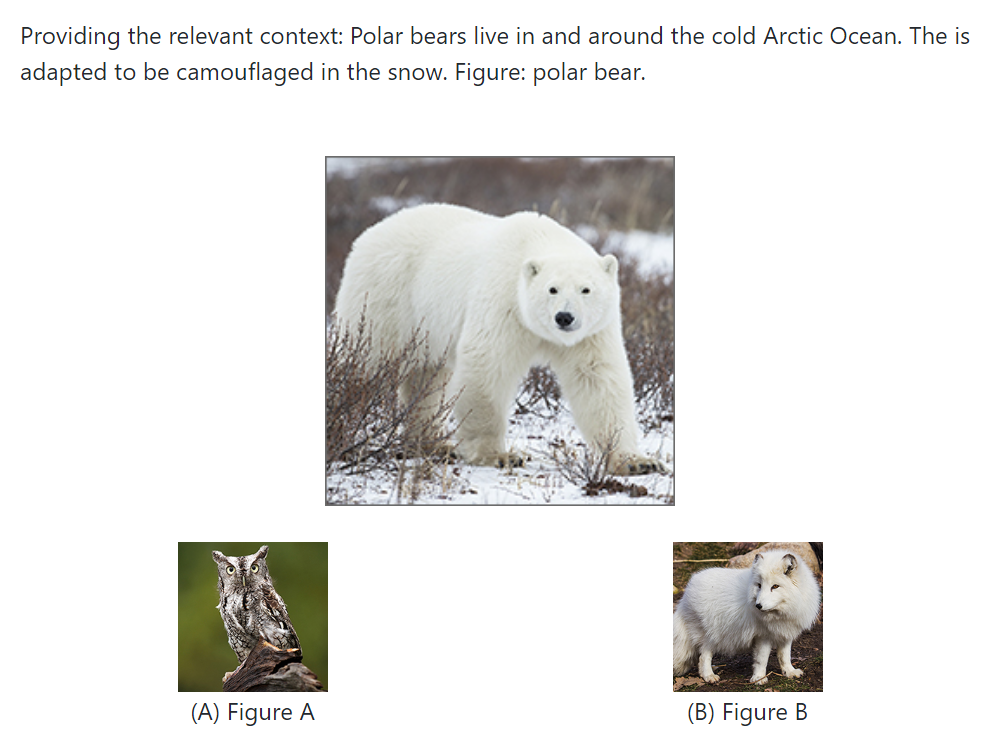 Providing the relevant context: Polar bears live in and around the cold Arctic Ocean. The is
adapted to be camouflaged in the snow. Figure: polar bear.
(A) Figure A
(B) Figure B